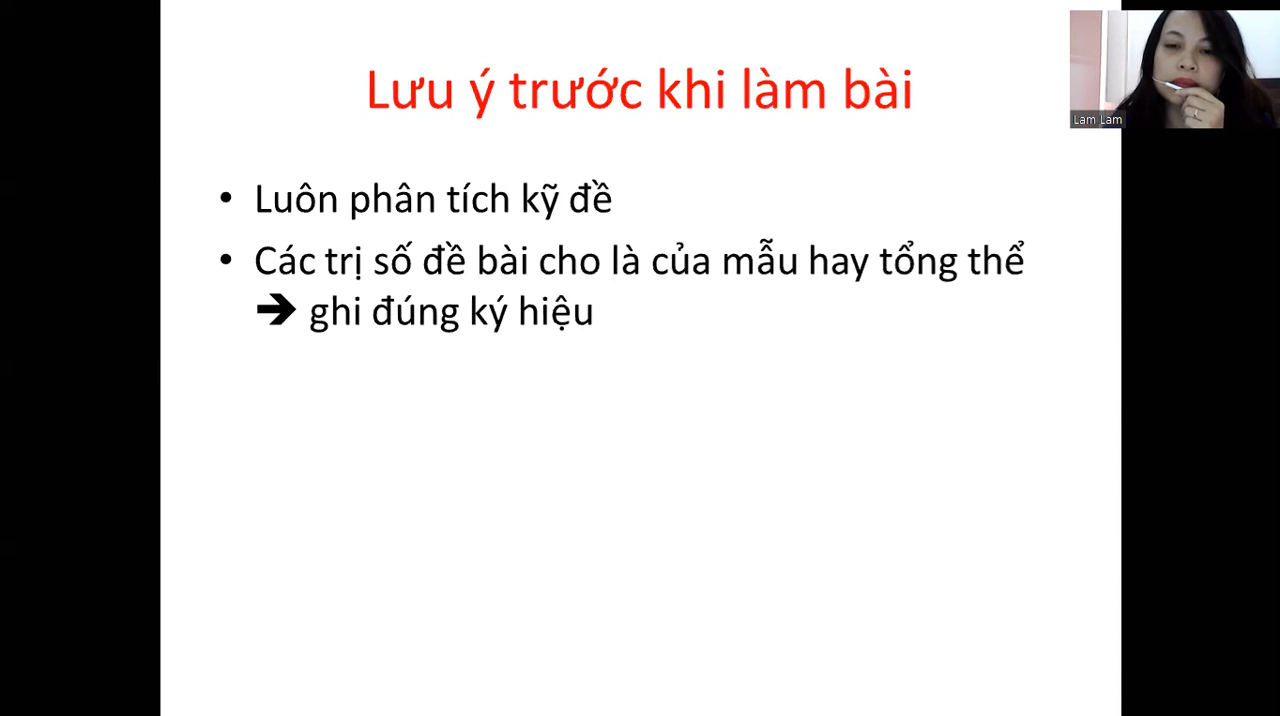 Lưu ý trước khi làm bài
Lam Lam
• Luôn phân tích kỹ đề
• Các trị số đề bài cho là của mẫu hay tổng thể
➔ ghi đúng ký hiệu